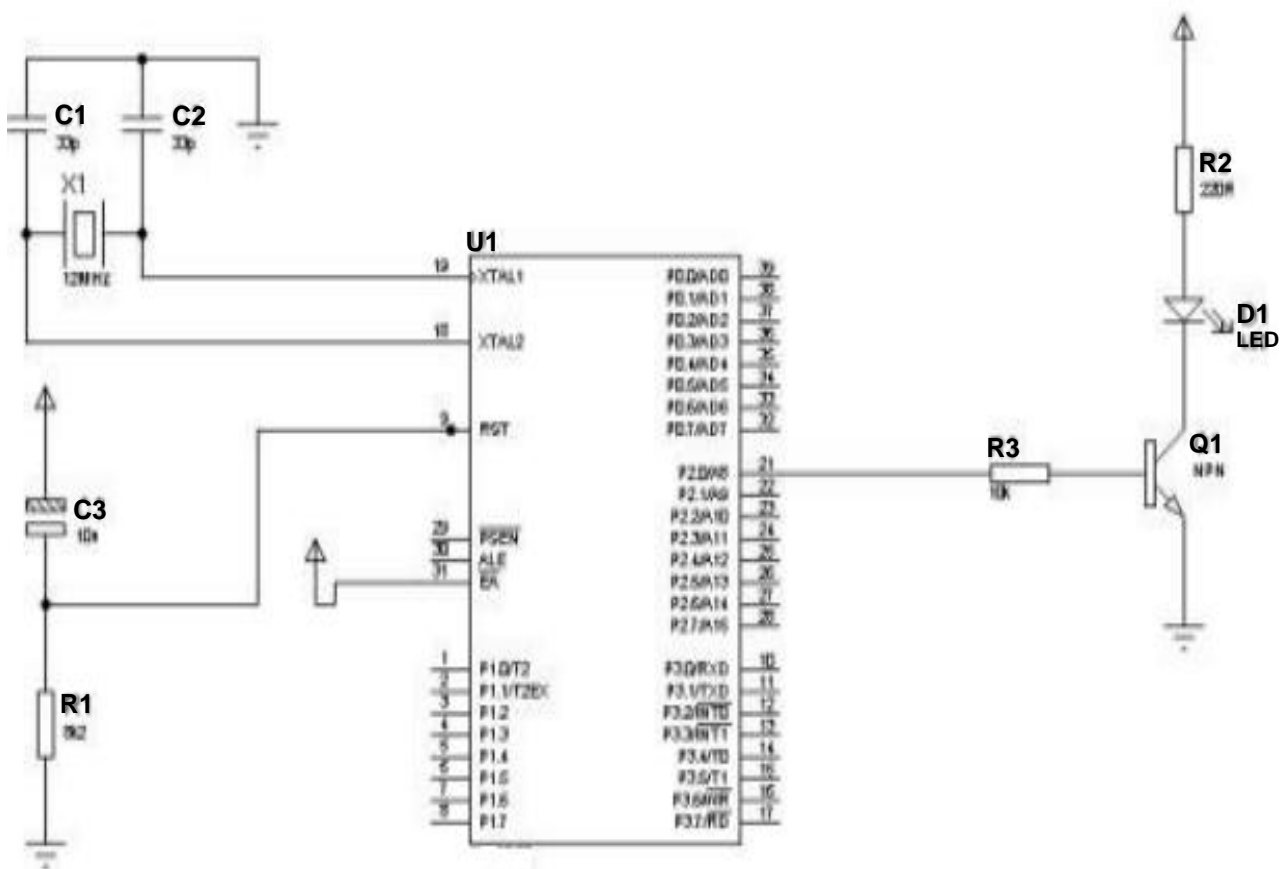 C1
33p
C2
33p
X1
12MHz
U1
19
XTAL1
18
XTAL2
9
RST
29
PSEN
30
ALE
31
EA
1
P1.0/T2
2
P1.1/T2EX
3
P1.2
4
P1.3
5
P1.4
6
P1.5
7
P1.6
8
P1.7
P0.0/AD0
39
P0.1/AD1
38
P0.2/AD2
37
P0.3/AD3
36
P0.4/AD4
35
P0.5/AD5
34
P0.6/AD6
33
P0.7/AD7
32
P2.0/A8
21
P2.1/A9
22
P2.2/A10
23
P2.3/A11
24
P2.4/A12
25
P2.5/A13
26
P2.6/A14
27
P2.7/A15
28
P3.0/RXD
10
P3.1/TXD
11
P3.2/INT0
12
P3.3/INT1
13
P3.4/T0
14
P3.5/T1
15
P3.6/WR
16
P3.7/RD
17
C3
R1
8k2
R2
220R
D1
LED
R3
10k
Q1
NPN